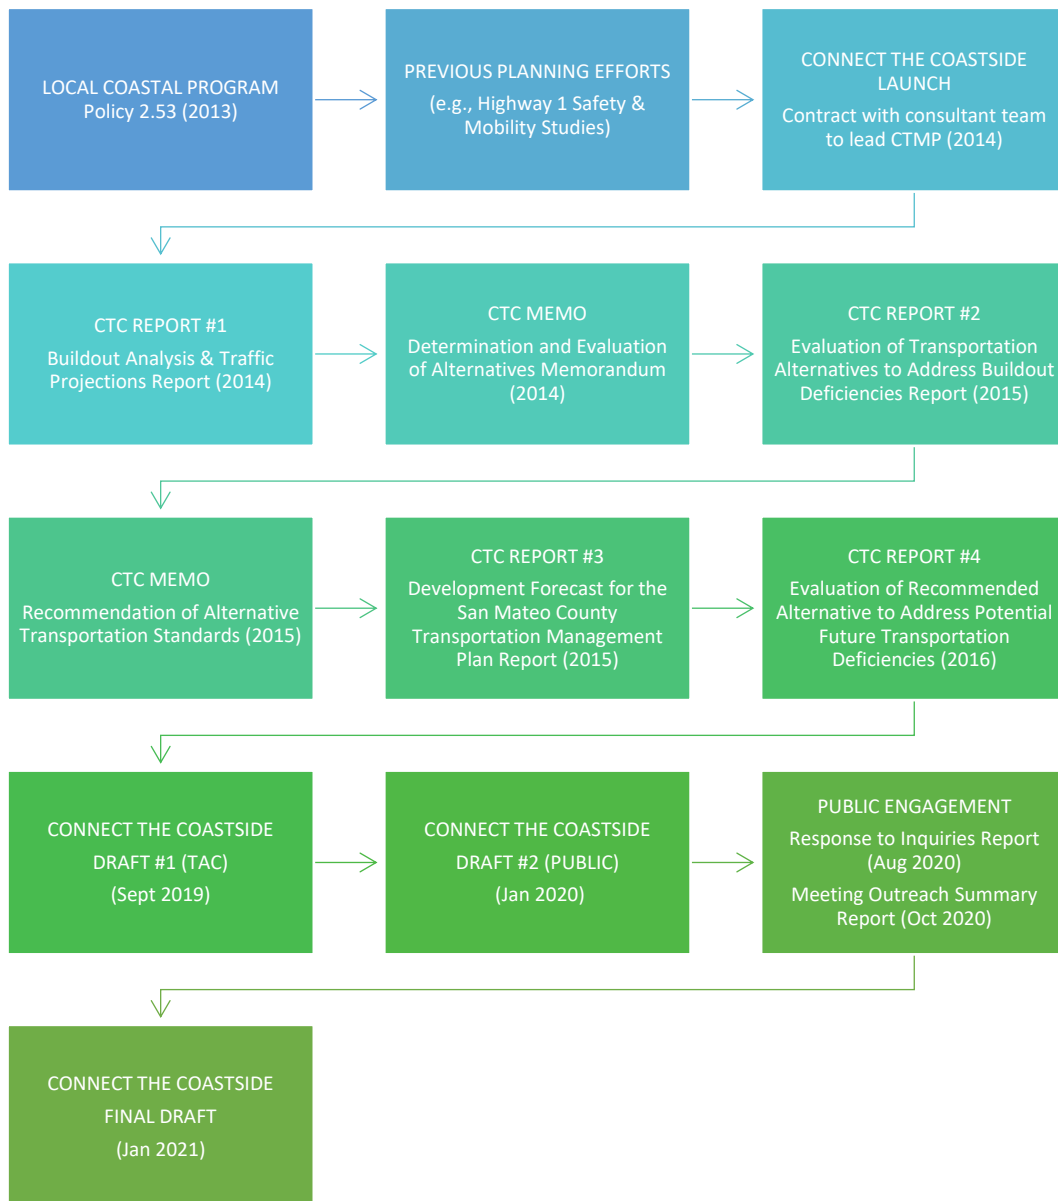 LOCAL COASTAL PROGRAM
Policy 2.53 (2013)
PREVIOUS PLANNING EFFORTS
(e.g., Highway 1 Safety &
Mobility Studies)
CONNECT THE COASTSIDE
LAUNCH
Contract with consultant team
to lead CTMP (2014)
CTC REPORT #1
Buildout Analysis & Traffic
Projections Report (2014)
CTC MEMO
Determination and Evaluation
of Alternatives Memorandum
(2014)
CTC REPORT #2
Evaluation of Transportation
Alternatives to Address Buildout
Deficiencies Report (2015)
CTC MEMO
Recommendation of Alternative
Transportation Standards (2015)
CTC REPORT #3
Development Forecast for the
San Mateo County
Transportation Management
Plan Report (2015)
CTC REPORT #4
Evaluation of Recommended
Alternative to Address Potential
Future Transportation
Deficiencies (2016)
CONNECT THE COASTSIDE
DRAFT #1 (TAC)
(Sept 2019)
CONNECT THE COASTSIDE
DRAFT #2 (PUBLIC)
(Jan 2020)
PUBLIC ENGAGEMENT
Response to Inquiries Report
(Aug 2020)
Meeting Outreach Summary
Report (Oct 2020)
CONNECT THE COASTSIDE
FINAL DRAFT
(Jan 2021)